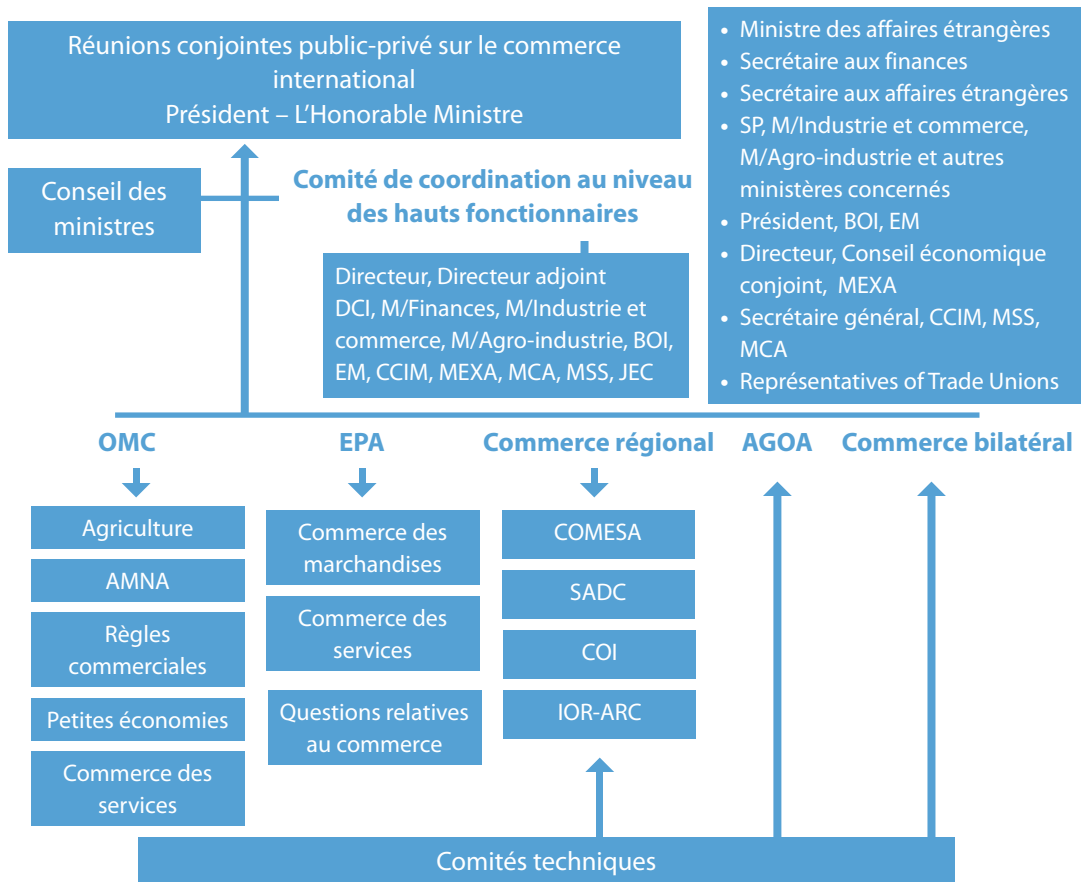 Réunions conjointes public-privé sur le commerce
international
Président – L’Honorable Ministre
• Ministre des affaires étrangères
• Secrétaire aux finances
• Secrétaire aux affaires étrangères
• SP, M/Industrie et commerce,
M/Agro-industrie et autres
ministères concernés
• Président, BOI, EM
• Directeur, Conseil économique
conjoint, MEXA
• Secrétaire général, CCIM, MSS,
MCA
• Représentatives of Trade Unions
Conseil des
ministres
Comité de coordination au niveau
des hauts fonctionnaires
Directeur, Directeur adjoint
DCI, M/Finances, M/Industrie et
commerce, M/Agro-industrie, BOI,
EM, CCIM, MEXA, MCA, MSS, JEC
OMC
Agriculture
AMNA
Règles
commerciales
Petites économies
Commerce des
services
EPA
Commerce des
marchandises
Commerce des
services
Questions relatives
au commerce
Commerce régional
COMESA
SADC
COI
IOR-ARC
AGOA
Commerce bilatéral
Comités techniques